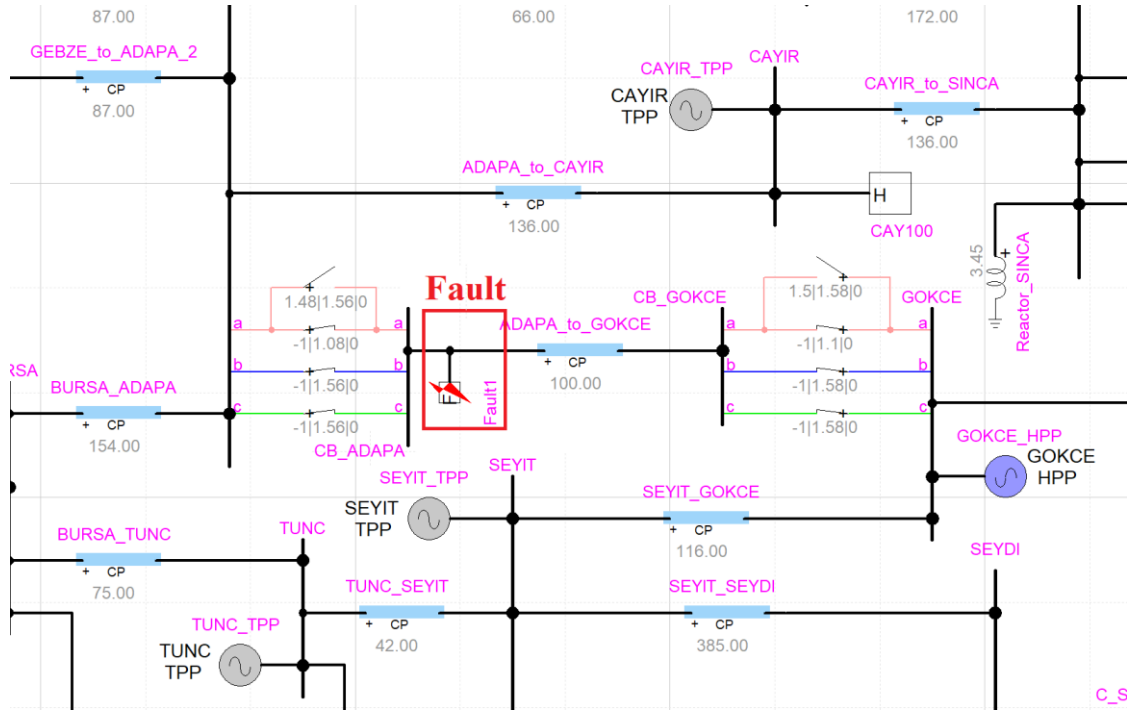 87.00
66.00
172.00
GEBZE_to_ADAPA_2
+ CP
87.00
CAYIR_TPP
CAYIR
CAYIR
TPP
CAYIR_to_SINCA
+ CP
136.00
ADAPA_to_CAYIR
+ CP
136.00
H
CAY100
3.45
+
Reactor_SINCA
+
1.48|1.56|0
a
+
a
-1|1.08|0
b
+
b
-1|1.56|0
c
+
c
-1|1.56|0
CB_ADAPA
Fault
F
Fault1
ADAPA_to_GOKCE
+ CP
100.00
CB_GOKCE
+
1.5|1.58|0
GOKCE
a
+
a
-1|1.1|0
b
+
b
-1|1.58|0
c
+
c
-1|1.58|0
RSA
BURSA_ADAPA
+ CP
154.00
GOKCE_HPP
GOKCE
HPP
SEYIT_TPP
SEYIT
SEYIT
TPP
SEYIT_GOKCE
+ CP
116.00
BURSA_TUNC
+ CP
75.00
TUNC
TUNC_TPP
TUNC
TPP
TUNC_SEYIT
+ CP
42.00
SEYIT_SEYDI
+ CP
385.00
SEYDI
C_S